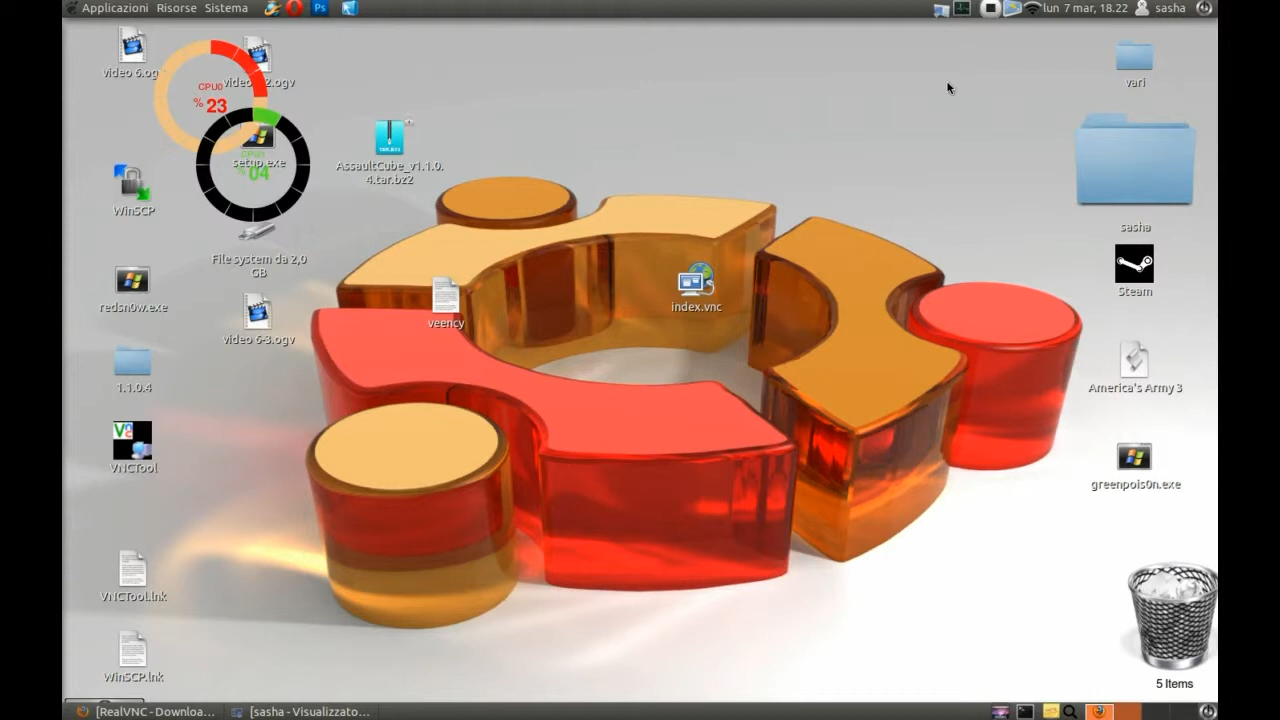 Applicazioni Risorse Sistema
Ps
lun 7 mar, 18.22 sasha
video 6.og
video 2.ogv
CPU0
% 23
setup.exe
% 04
AssaultCube_v1.1.0.
4.tar.bz2
TAR.BZ2
WinSCP
File system da 2,0
GB
redsn0w.exe
video 6-3.ogv
veency
index.vnc
1.1.0.4
VNCTool
VNCTool.lnk
WinSCP.lnk
vari
sasha
Steam
America's Army 3
greenpois0n.exe
5 Items
[RealVNC - Downloa...
[sasha - Visualizzato...